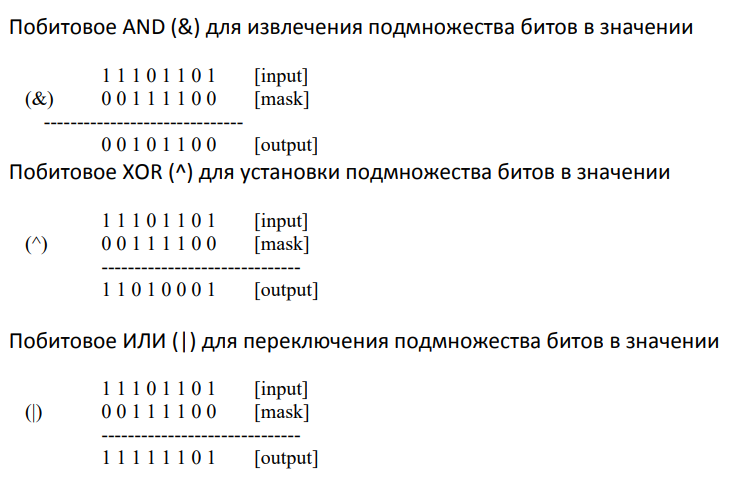 Побитовое AND (&) для извлечения подмножества битов в значении
1 1 1 0 1 1 0 1 [input]
(&) 0 0 1 1 1 1 0 0 [mask]
------------------------------
0 0 1 0 1 1 0 0 [output]
Побитовое XOR (^) для установки подмножества битов в значении
1 1 1 0 1 1 0 1 [input]
(^) 0 0 1 1 1 1 0 0 [mask]
------------------------------
1 1 0 1 0 0 0 1 [output]
Побитовое ИЛИ (|) для переключения подмножества битов в значении
1 1 1 0 1 1 0 1 [input]
(|) 0 0 1 1 1 1 0 0 [mask]
------------------------------
1 1 1 1 1 1 0 1 [output]